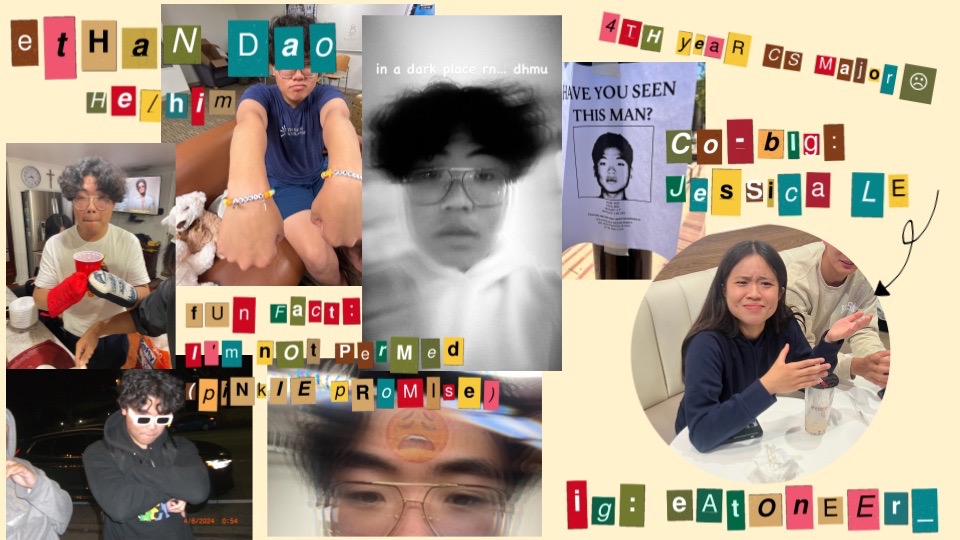 etHaN Dao
He/him
4TH yeaR CS Major ☹
in a dark place rn... dhmu
HAVE YOU SEEN
THIS MAN?
Co-bIg:
JeSSica LE
fUn Fact:
I'm nOt PerMed
(pINkIE pRoMIse)
4/6/2024 0:54
ig: eAtOnEEr_